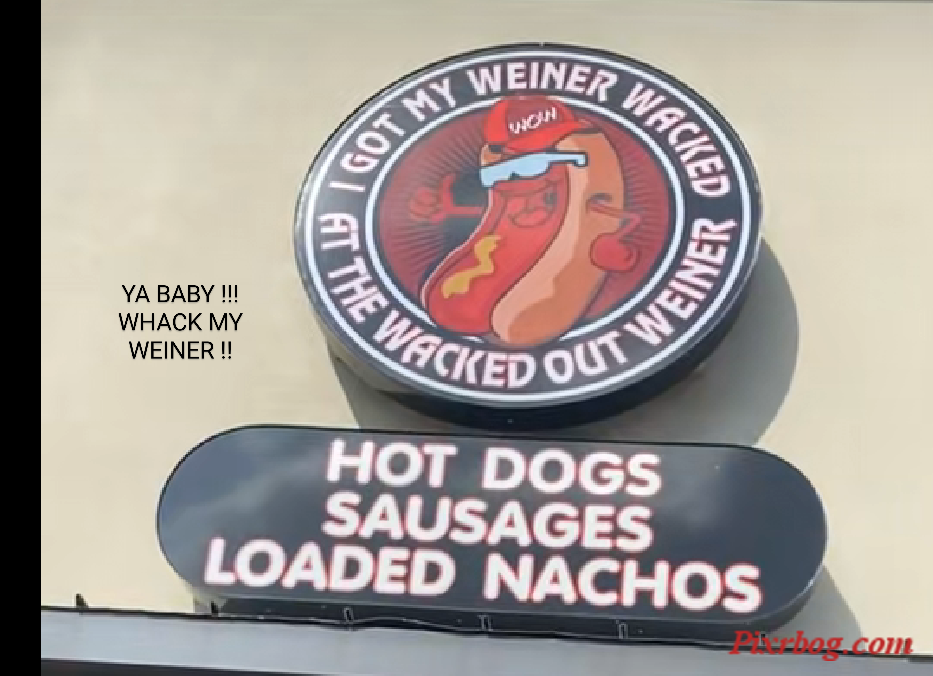 I GOT MY WEINER WACKED
WOW
AT THE WACKED OUT WEINER
YA BABY !!!
WHACK MY
WEINER !!
HOT DOGS
SAUSAGES
LOADED NACHOS
Pixrbog.com